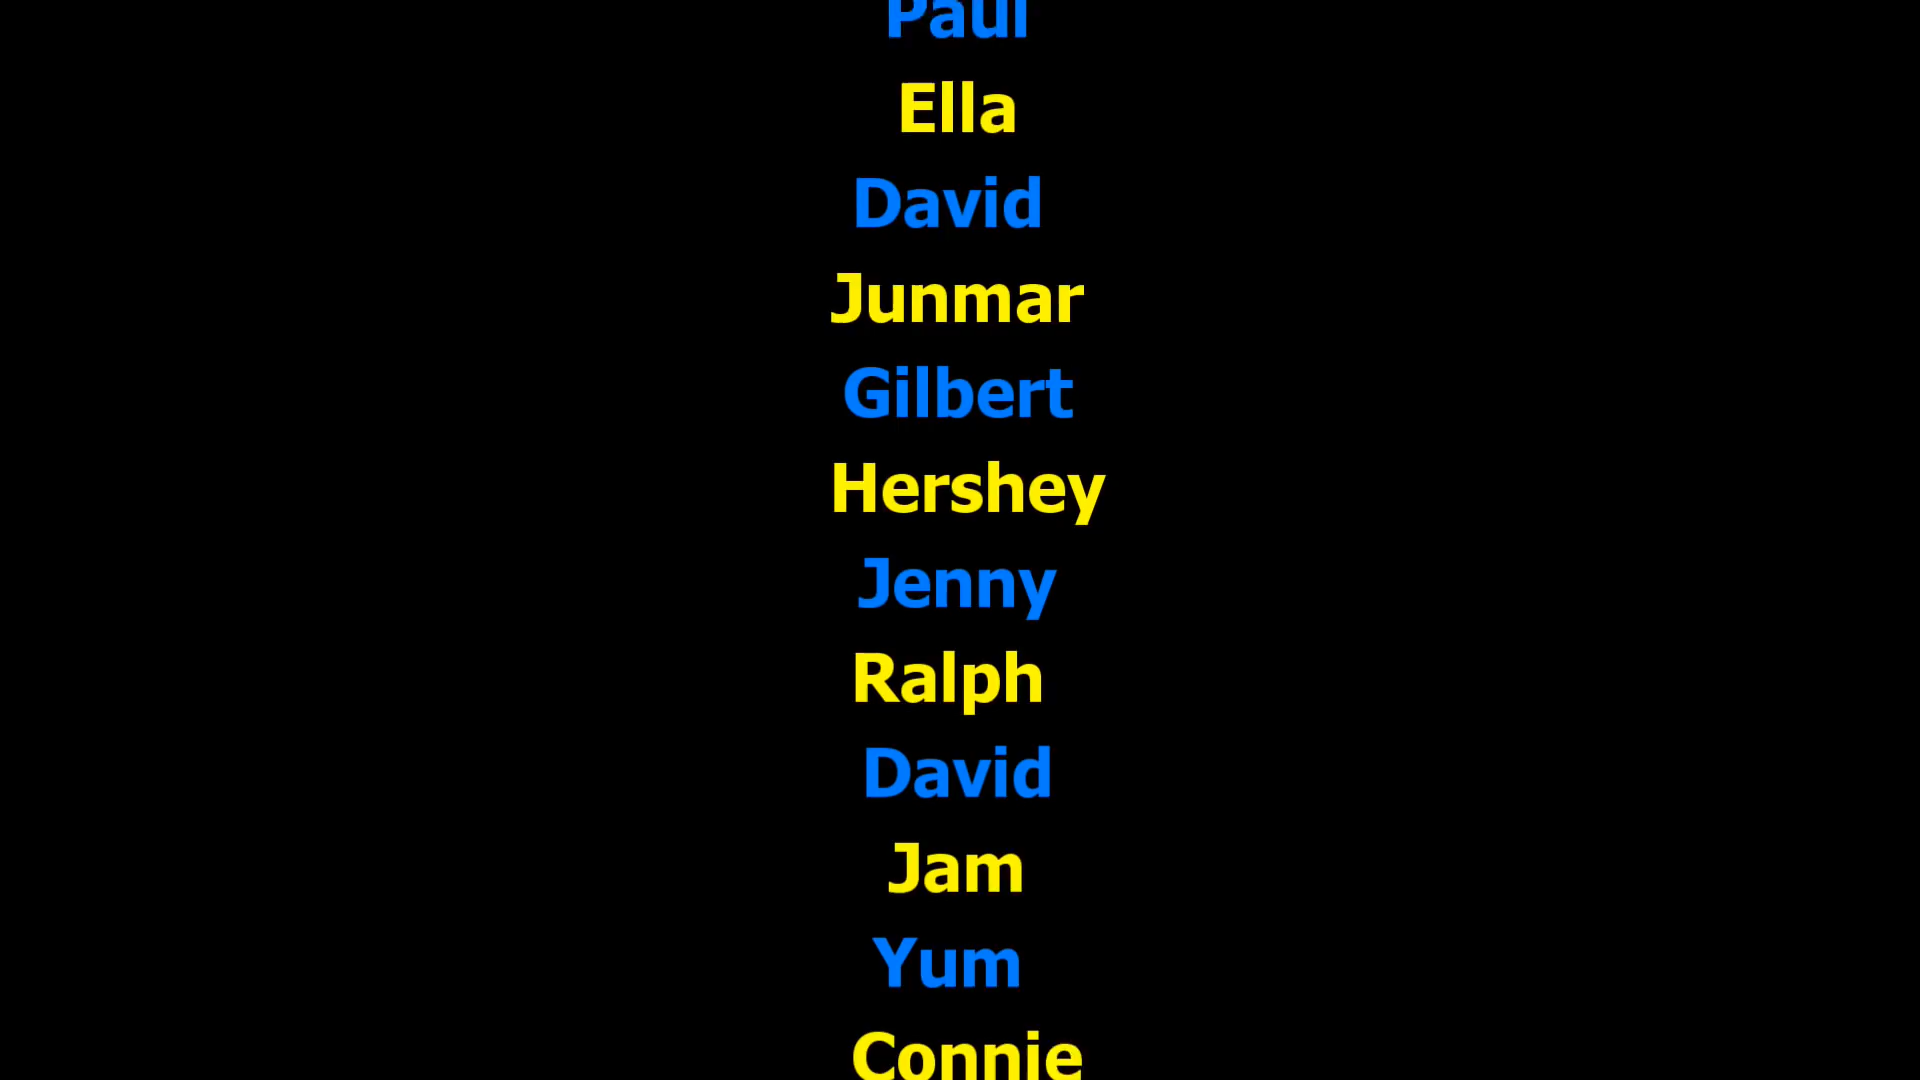 Paul
Ella
David
Junmar
Gilbert
Hershey
Jenny
Ralph
David
Jam
Yum
Connie